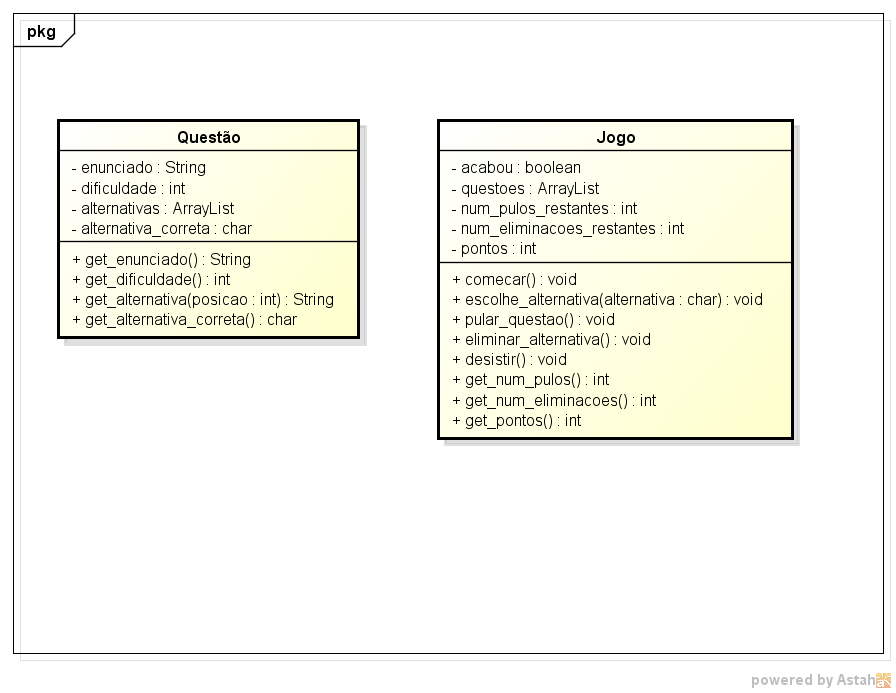 pkg
Questão
- enunciado : String
- dificuldade : int
- alternativas : ArrayList
- alternativa_correta : char
+ get_enunciado() : String
+ get_dificuldade() : int
+ get_alternativa(posicao : int) : String
+ get_alternativa_correta() : char
Jogo
- acabou : boolean
- questoes : ArrayList
- num_pulos_restantes : int
- num_eliminacoes_restantes : int
- pontos : int
+ comecar() : void
+ escolhe_alternativa(alternativa : char) : void
+ pular_questao() : void
+ eliminar_alternativa() : void
+ desistir() : void
+ get_num_pulos() : int
+ get_num_eliminacoes() : int
+ get_pontos() : int
powered by Astah